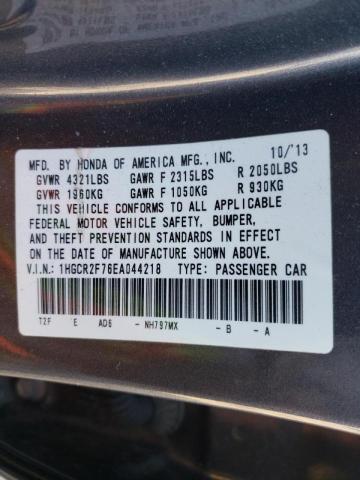 10/'13
MFD. BY HONDA OF AMERICA MFG., INC.
GVWR 4321LBS GAWR F 2315LBS R 2050LBS
GVWR 1960KG GAWR F 1050KG R 930KG
THIS VEHICLE CONFORMS TO ALL APPLICABLE
FEDERAL MOTOR VEHICLE SAFETY, BUMPER,
AND THEFT PREVENTION STANDARDS IN EFFECT
ON THE DATE OF MANUFACTURE SHOWN ABOVE.
V.I.N: 1HGCR2F76EA044218 TYPE: PASSENGER CAR
T2F E AD6 - NH797MX - B - A